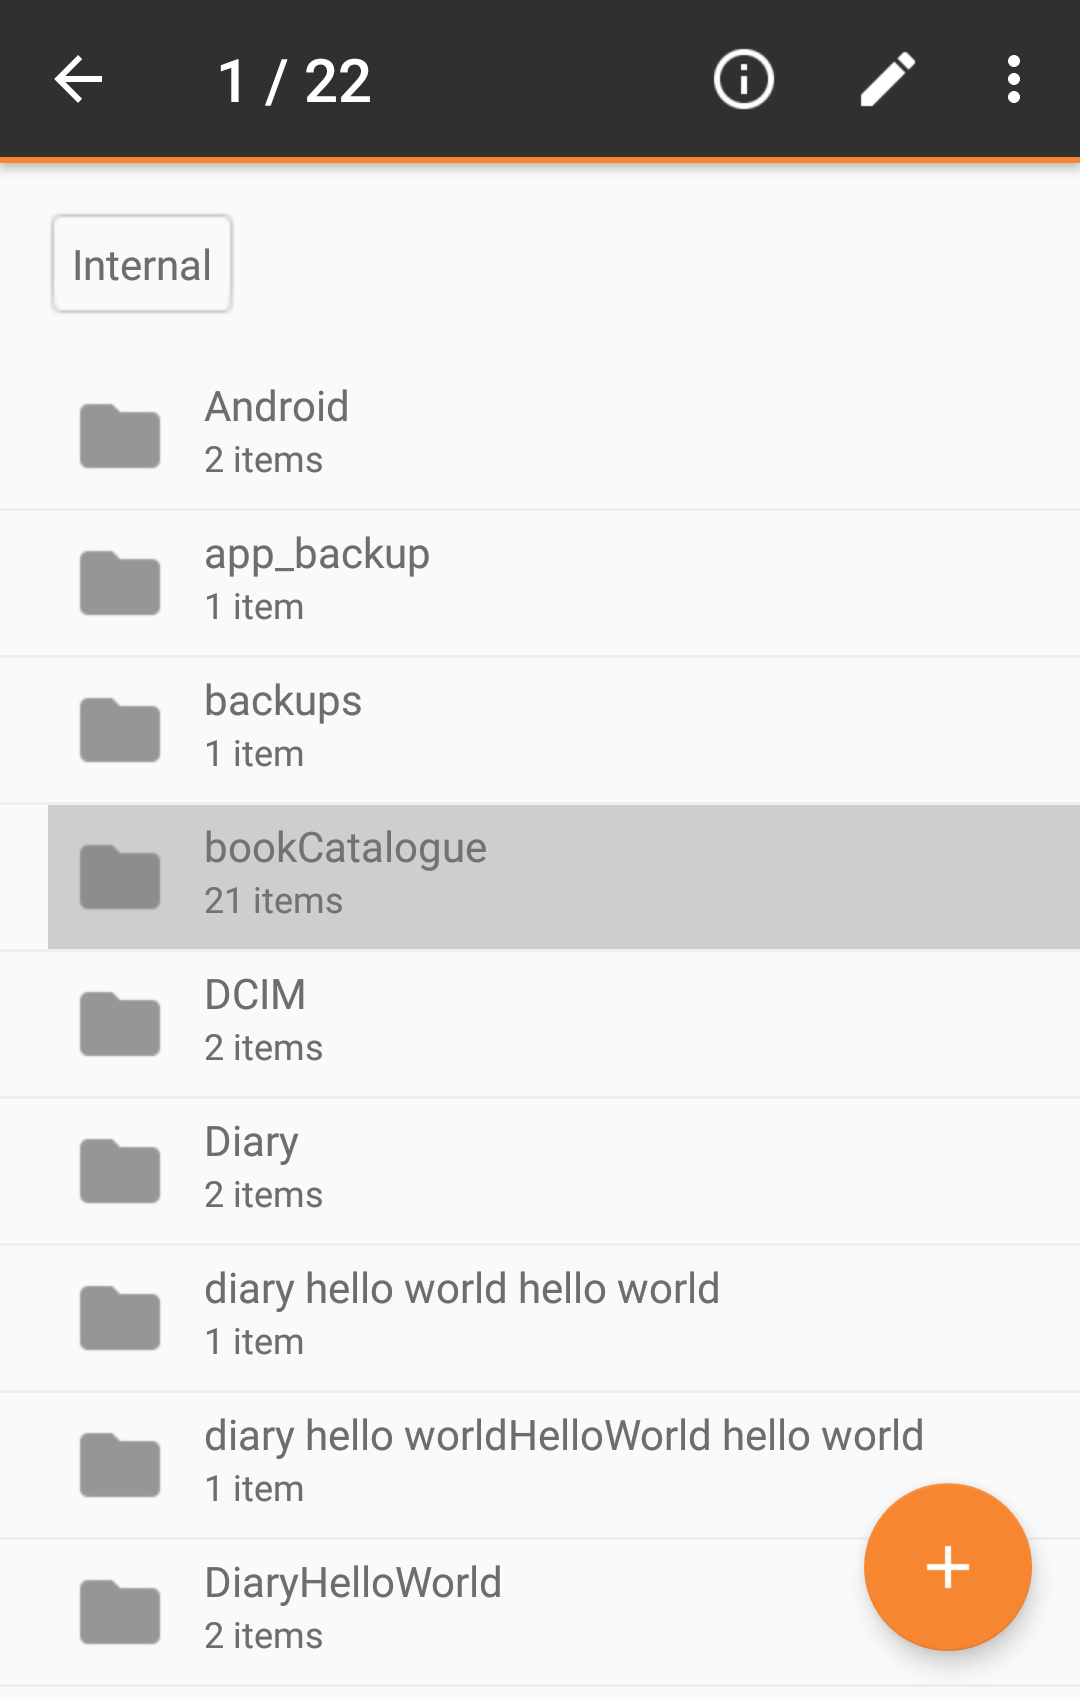 1 / 22
Internal
Android
2 items
app_backup
1 item
backups
1 item
bookCatalogue
21 items
DCIM
2 items
Diary
2 items
diary hello world hello world
1 item
diary hello worldHelloWorld hello world
1 item
DiaryHelloWorld
2 items